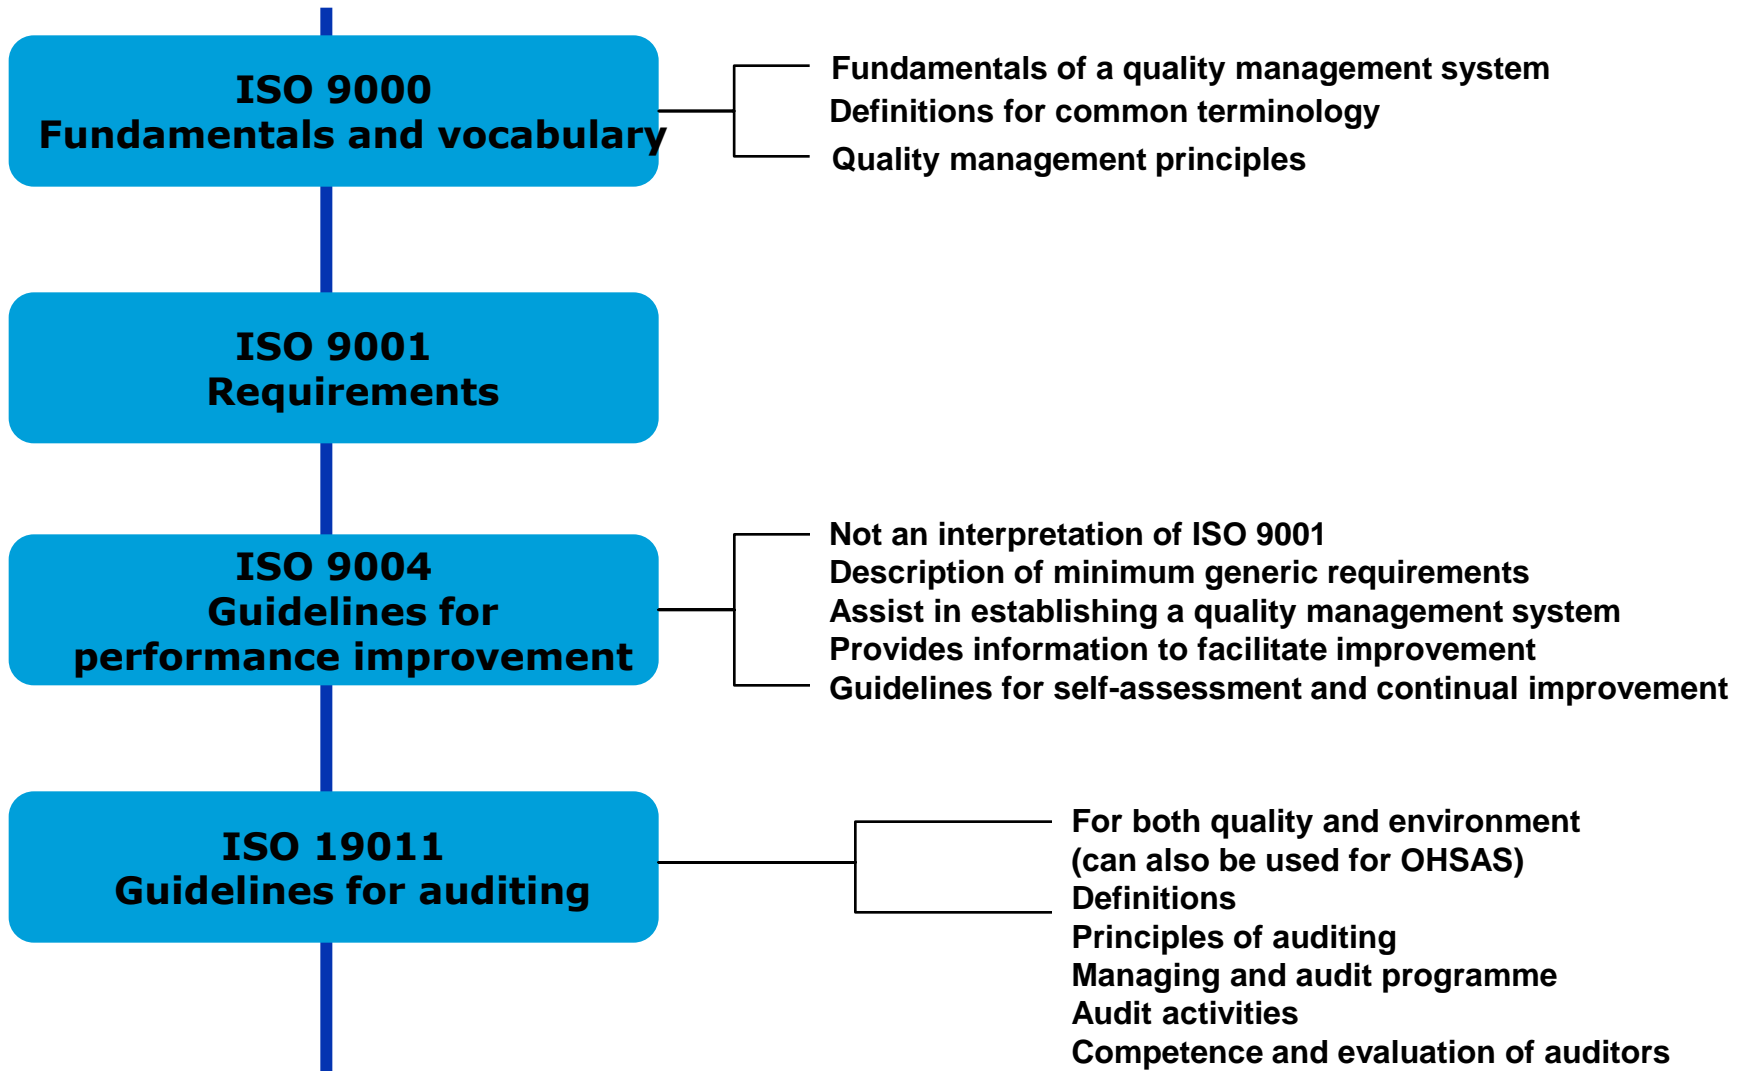 ISO 9000
Fundamentals and vocabulary
Fundamentals of a quality management system
Definitions for common terminology
Quality management principles
ISO 9001
Requirements
ISO 9004
Guidelines for
performance improvement
Not an interpretation of ISO 9001
Description of minimum generic requirements
Assist in establishing a quality management system
Provides information to facilitate improvement
Guidelines for self-assessment and continual improvement
ISO 19011
Guidelines for auditing
For both quality and environment
(can also be used for OHSAS)
Definitions
Principles of auditing
Managing and audit programme
Audit activities
Competence and evaluation of auditors